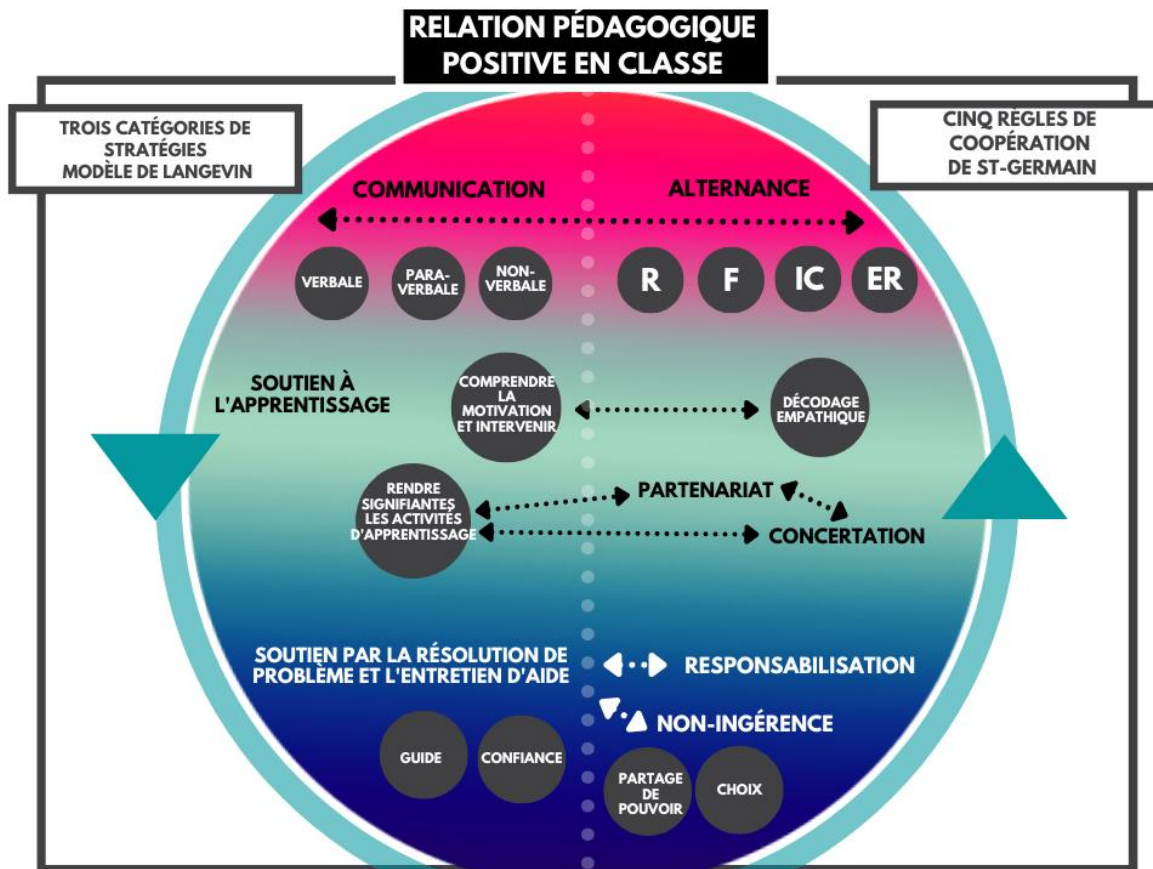 RELATION PÉDAGOGIQUE
POSITIVE EN CLASSE
TROIS CATÉGORIES DE
STRATÉGIES
MODÈLE DE LANGEVIN
CINQ RÈGLES DE
COOPÉRATION
DE ST-GERMAIN
COMMUNICATION
ALTERNANCE
VERBALE
PARA-
VERBALE
NON-
VERBALE
R
F
IC
ER
SOUTIEN À
L'APPRENTISSAGE
COMPRENDRE
LA
MOTIVATION
ET INTERVENIR
DÉCODAGE
EMPATHIQUE
RENDRE
SIGNIFIANTES
LES ACTIVITÉS
D'APPRENTISSAGE
PARTENARIAT
CONCERTATION
SOUTIEN PAR LA RÉSOLUTION DE
PROBLÈME ET L'ENTRETIEN D'AIDE
RESPONSABILISATION
NON-INGÉRENCE
GUIDE
CONFIANCE
PARTAGE
DE
POUVOIR
CHOIX